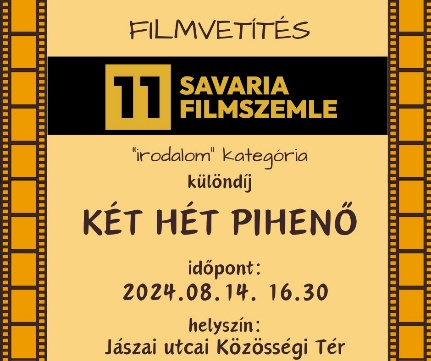 FILMVETÍTÉS
11 SAVARIA
FILMSZEMLE
"irodalom" kategória
különdíj
KÉT HÉT PIHENŐ
időpont:
2024.08.14. 16.30
helyszín:
Jászai utcai Közösségi Tér